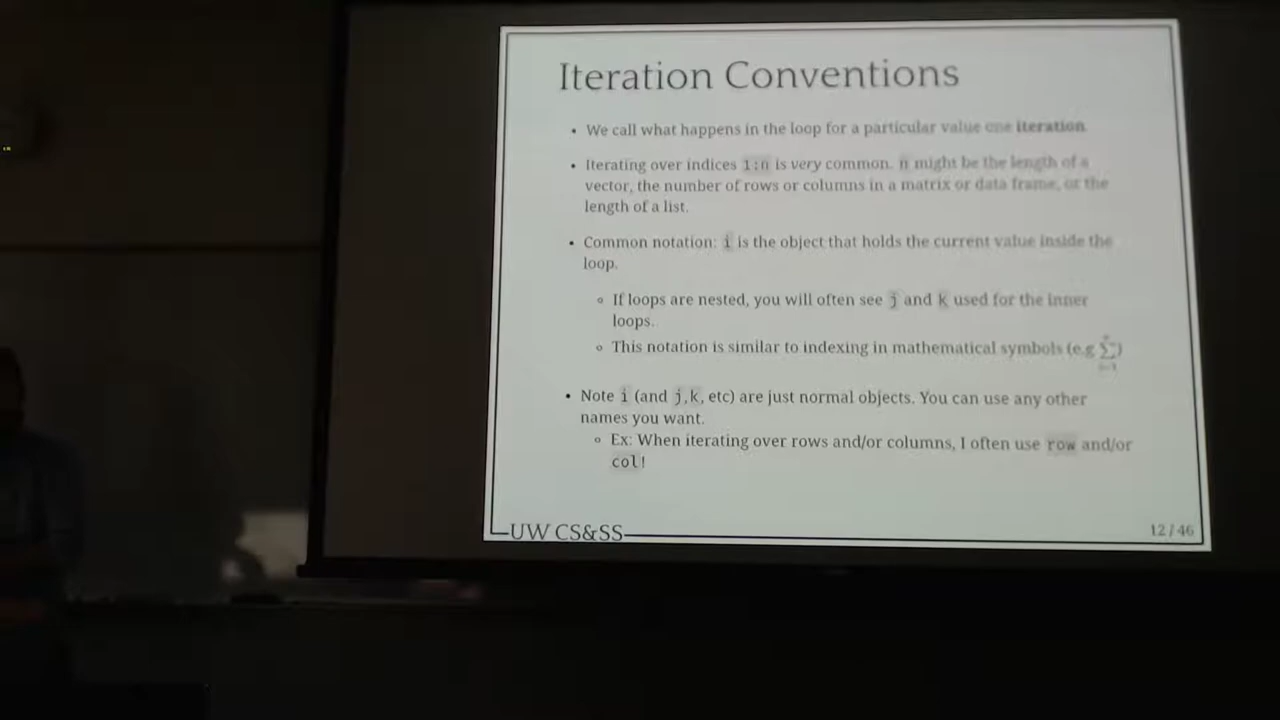 Iteration Conventions
• We call what happens in the loop for a particular value one iteration.
• Iterating over indices 1:n is very common. n might be the length of a
vector, the number of rows or columns in a matrix or data frame, or the
length of a list.
• Common notation: i is the object that holds the current value inside the
loop.
◦ If loops are nested, you will often see j and k used for the inner
loops.
◦ This notation is similar to indexing in mathematical symbols (e.g ∑)
• Note i (and j,k, etc) are just normal objects. You can use any other
names you want.
◦ Ex: When iterating over rows and/or columns, I often use row and/or
col!
UW CS&SS
12 / 46